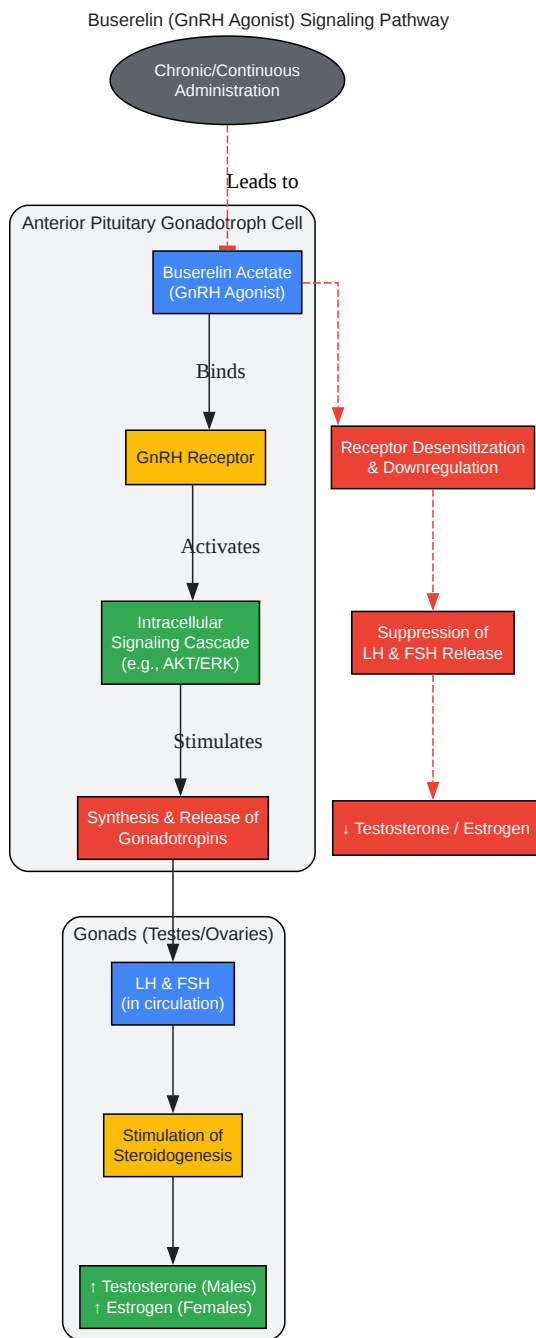 Buserelin (GnRH Agonist) Signaling Pathway
Chronic/Continuous
Administration
Leads to
Anterior Pituitary Gonadotroph Cell
Buserelin Acetate
(GnRH Agonist)
Binds
GnRH Receptor
Receptor Desensitization
& Downregulation
Activates
Intracellular
Signaling Cascade
(e.g., AKT/ERK)
Suppression of
LH & FSH Release
Stimulates
Synthesis & Release of
Gonadotropins
↓ Testosterone / Estrogen
Gonads (Testes/Ovaries)
LH & FSH
(in circulation)
Stimulation of
Steroidogenesis
↑ Testosterone (Males)
↑ Estrogen (Females)